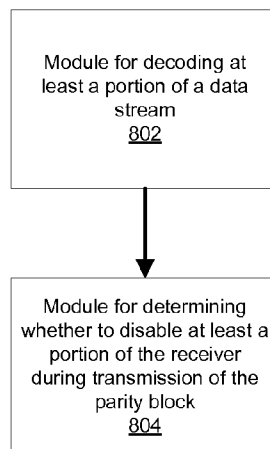 Module for decoding at
least a portion of a data
stream
802
Module for determining
whether to disable at least a
portion of the receiver
during transmission of the
parity block
804